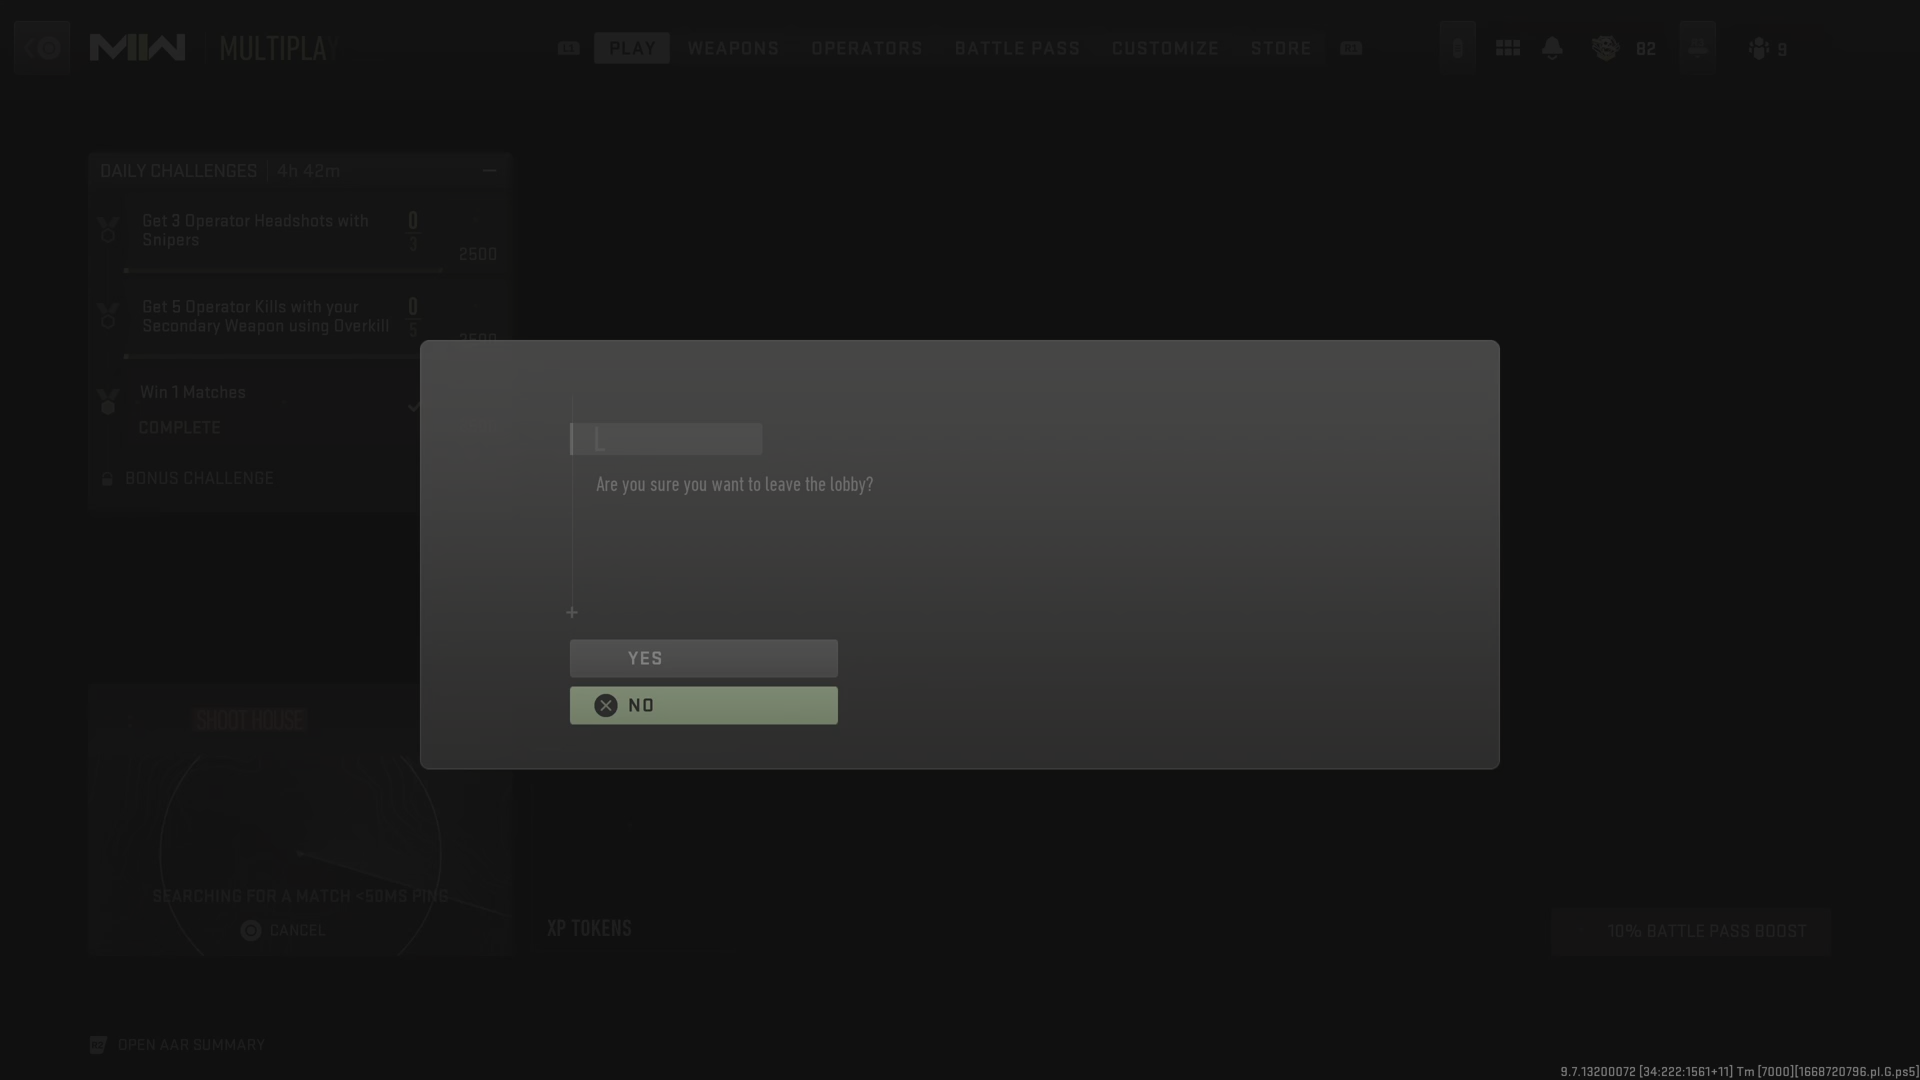 MW MULTIPLAY
L1 PLAY WEAPONS OPERATORS BATTLE PASS CUSTOMIZE STORE R1
82
9
DAILY CHALLENGES 4h 42m
Get 3 Operator Headshots with
Snipers
0
3
2500
Get 5 Operator Kills with your
Secondary Weapon using Overkill
0
5
2500
Win 1 Matches
COMPLETE
BONUS CHALLENGE
L
Are you sure you want to leave the lobby?
YES
NO
SHOOT HOUSE
SEARCHING FOR A MATCH <50MS PING
CANCEL
XP TOKENS
10% BATTLE PASS BOOST
OPEN AAR SUMMARY
9.7.13200072 [34:222:1561+11] Tm [7000][1668720796.pl.G.ps5]